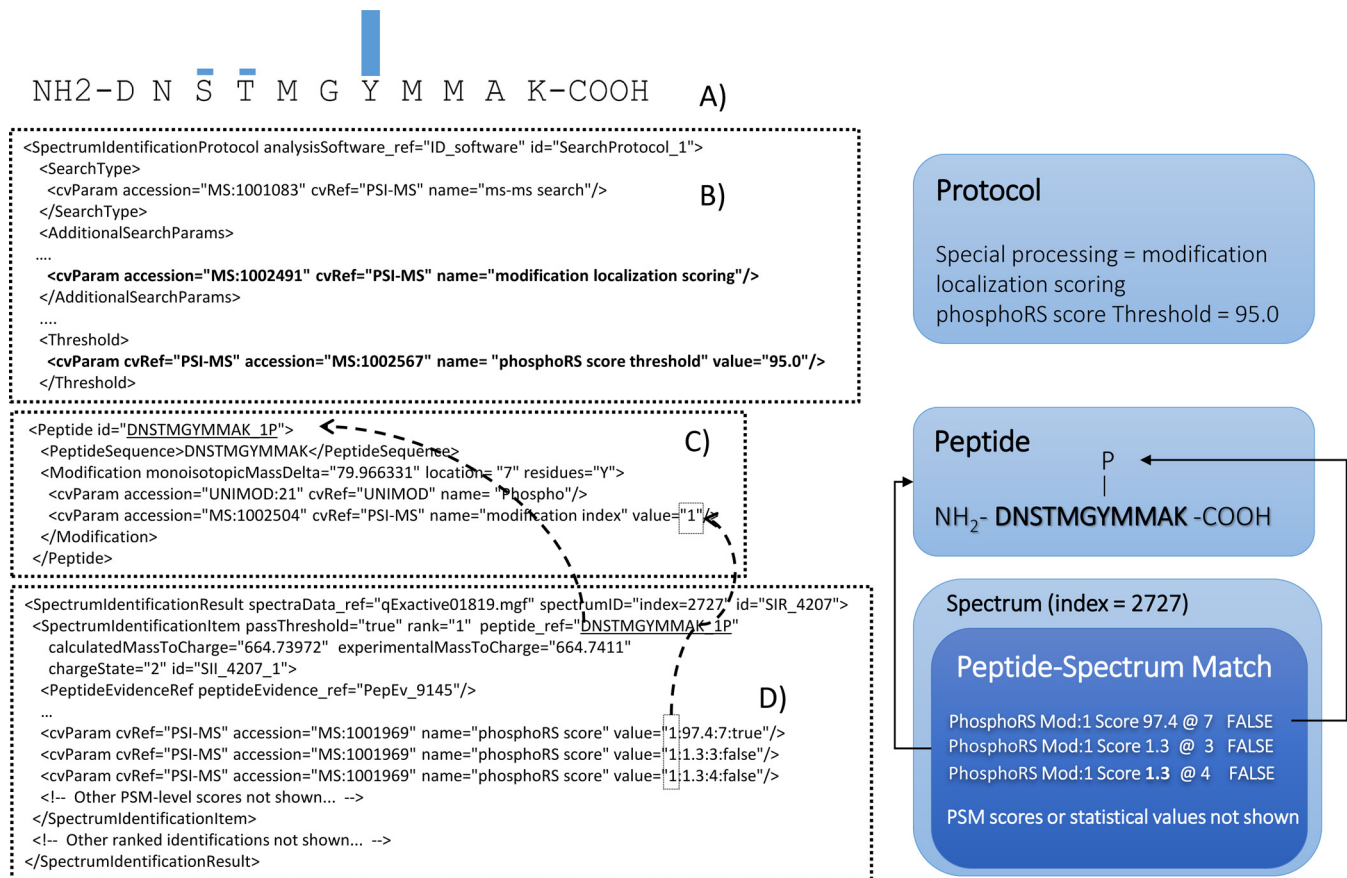 NH2-D N S T M G Y M M A K-COOH
A)
<SpectrumIdentificationProtocol analysisSoftware_ref="ID_software" id="SearchProtocol_1">
<SearchType>
<cvParam accession="MS:1001083" cvRef="PSI-MS" name="ms-ms search"/>
</SearchType>
<AdditionalSearchParams>
....
<cvParam accession="MS:1002491" cvRef="PSI-MS" name="modification localization scoring"/>
</AdditionalSearchParams>
....
<Threshold>
<cvParam cvRef="PSI-MS" accession="MS:1002567" name= "phosphoRS score threshold" value="95.0"/>
</Threshold>
B)
<Peptide id="DNSTMGYMMAK_1P">
<PeptideSequence>DNSTMGYMMAK</PeptideSequence>
<Modification monoisotopicMassDelta="79.966331" location= "7" residues="Y">
<cvParam accession="UNIMOD:21" cvRef="UNIMOD" name= "Phospho"/>
<cvParam accession="MS:1002504" cvRef="PSI-MS" name="modification index" value="1"/>
</Modification>
</Peptide>
C)
<SpectrumIdentificationResult spectraData_ref="qExactive01819.mgf" spectrumID="index=2727" id="SIR_4207">
<SpectrumIdentificationItem passThreshold="true" rank="1" peptide_ref="DNSTMGYMMAK_1P"
calculatedMassToCharge="664.73972" experimentalMassToCharge="664.7411"
chargeState="2" id="SII_4207_1">
<PeptideEvidenceRef peptideEvidence_ref="PepEv_9145"/>
...
<cvParam cvRef="PSI-MS" accession="MS:1001969" name="phosphoRS score" value="1:97.4:7:true"/>
<cvParam cvRef="PSI-MS" accession="MS:1001969" name="phosphoRS score" value="1:1.3:3:false"/>
<cvParam cvRef="PSI-MS" accession="MS:1001969" name="phosphoRS score" value="1:1.3:4:false"/>
<!-- Other PSM-level scores not shown... -->
</SpectrumIdentificationItem>
<!-- Other ranked identifications not shown... -->
</SpectrumIdentificationResult>
D)
Protocol
Special processing = modification
localization scoring
phosphoRS score Threshold = 95.0
Peptide
P
NH2- DNSTMGYMMAK -COOH
Spectrum (index = 2727)
Peptide-Spectrum Match
PhosphoRS Mod:1 Score 97.4 @ 7 FALSE
PhosphoRS Mod:1 Score 1.3 @ 3 FALSE
PhosphoRS Mod:1 Score 1.3 @ 4 FALSE
PSM scores or statistical values not shown